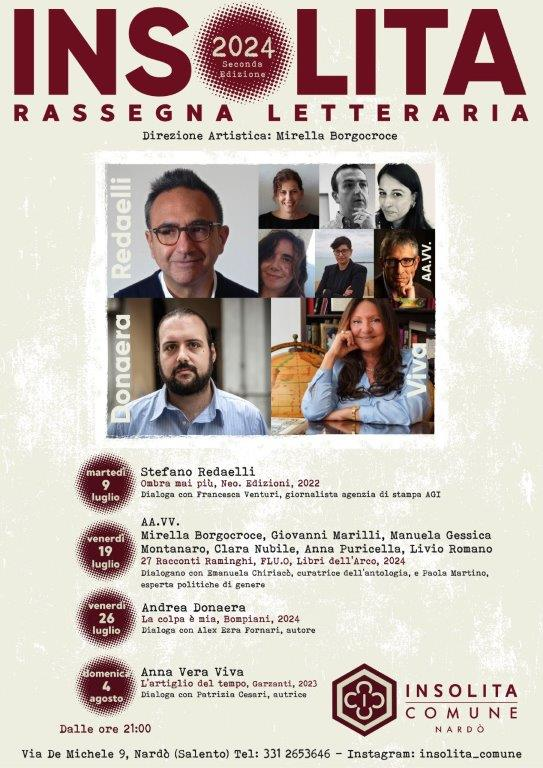 INSOLITA
2024
Seconda
Edizione
RASSEGNA LETTERARIA
Direzione Artistica: Mirella Borgocroce
Redaelli
AA.VV.
Donaera
Viva
martedì
9
luglio
Stefano Redaelli
Ombra mai più, Neo. Edizioni, 2022
Dialoga con Francesca Venturi, giornalista agenzia di stampa AGI
venerdì
19
luglio
AA.VV.
Mirella Borgocroce, Giovanni Marilli, Manuela Gessica
Montanaro, Clara Nubile, Anna Puricella, Livio Romano
27 Racconti Raminghi, FLU.O, Libri dell'Arco, 2024
Dialogano con Emanuela Chiriacò, curatrice dell'antologia, e Paola Martino,
esperta politiche di genere
venerdì
26
luglio
Andrea Donaera
La colpa è mia, Bompiani, 2024
Dialoga con Alex Ezra Fornari, autore
domenica
4
agosto
Anna Vera Viva
L'artiglio del tempo, Garzanti, 2023
Dialoga con Patrizia Cesari, autrice
CIC
INSOLITA
COMUNE
NARDÒ
Dalle ore 21:00
Via De Michele 9, Nardò (Salento) Tel: 331 2653646 - Instagram: insolita_comune